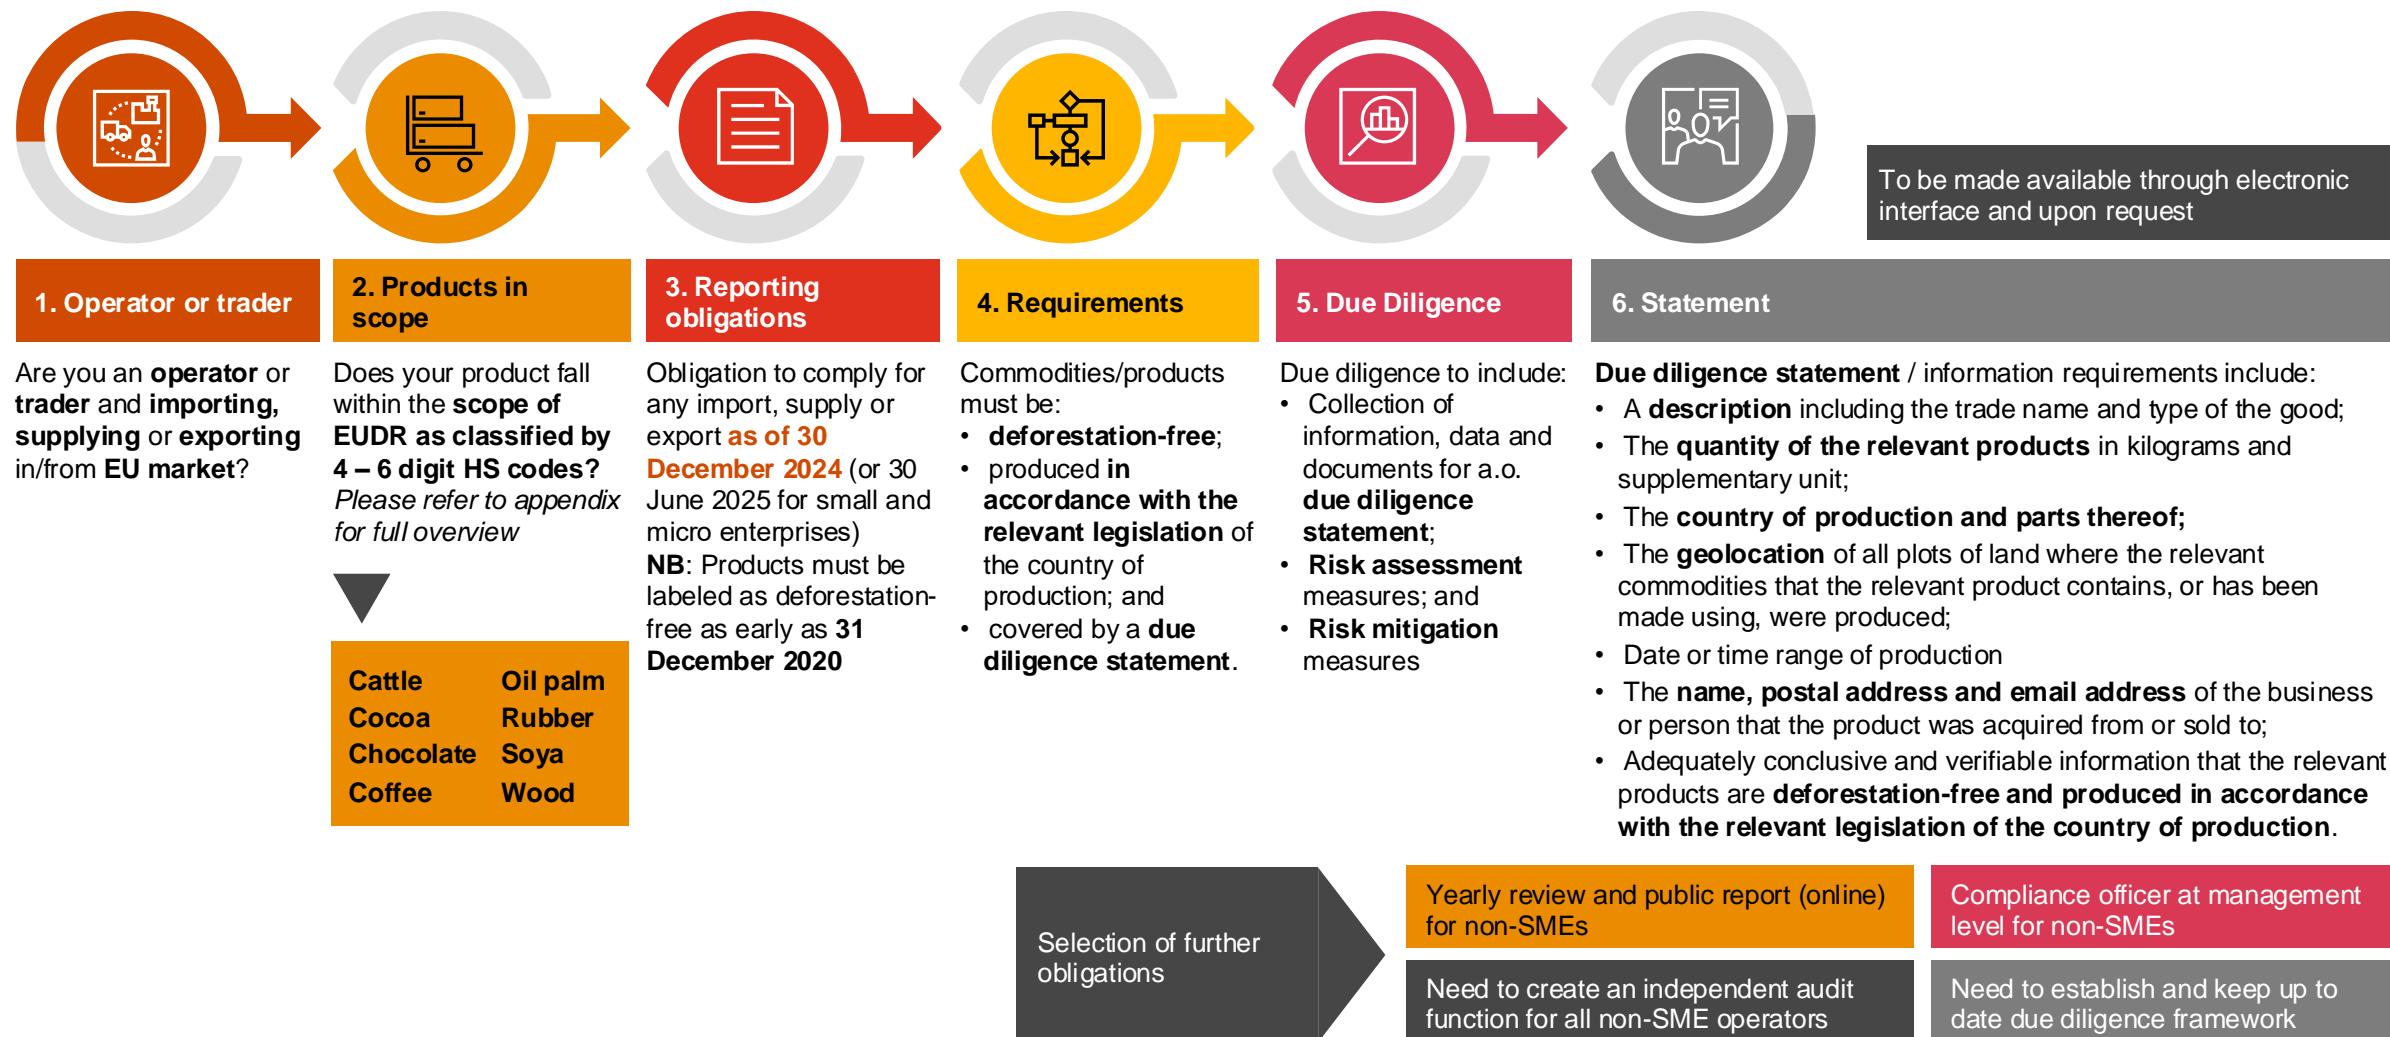 To be made available through electronic
interface and upon request
1. Operator or trader
Are you an operator or
trader and importing,
supplying or exporting
in/from EU market?
2. Products in
scope
Does your product fall
within the scope of
EUDR as classified by
4 – 6 digit HS codes?
Please refer to appendix
for full overview
Cattle
Cocoa
Chocolate
Coffee
Oil palm
Rubber
Soya
Wood
3. Reporting
obligations
Obligation to comply for
any import, supply or
export as of 30
December 2024 (or 30
June 2025 for small and
micro enterprises)
NB: Products must be
labeled as deforestation-
free as early as 31
December 2020
4. Requirements
Commodities/products
must be:
• deforestation-free;
• produced in
accordance with the
relevant legislation of
the country of
production; and
• covered by a due
diligence statement.
5. Due Diligence
Due diligence to include:
• Collection of
information, data and
documents for a.o.
due diligence
statement;
• Risk assessment
measures; and
• Risk mitigation
measures
6. Statement
Due diligence statement / information requirements include:
• A description including the trade name and type of the good;
• The quantity of the relevant products in kilograms and
supplementary unit;
• The country of production and parts thereof;
• The geolocation of all plots of land where the relevant
commodities that the relevant product contains, or has been
made using, were produced;
• Date or time range of production
• The name, postal address and email address of the business
or person that the product was acquired from or sold to;
• Adequately conclusive and verifiable information that the relevant
products are deforestation-free and produced in accordance
with the relevant legislation of the country of production.
Selection of further
obligations
Yearly review and public report (online)
for non-SMEs
Compliance officer at management
level for non-SMEs
Need to create an independent audit
function for all non-SME operators
Need to establish and keep up to
date due diligence framework